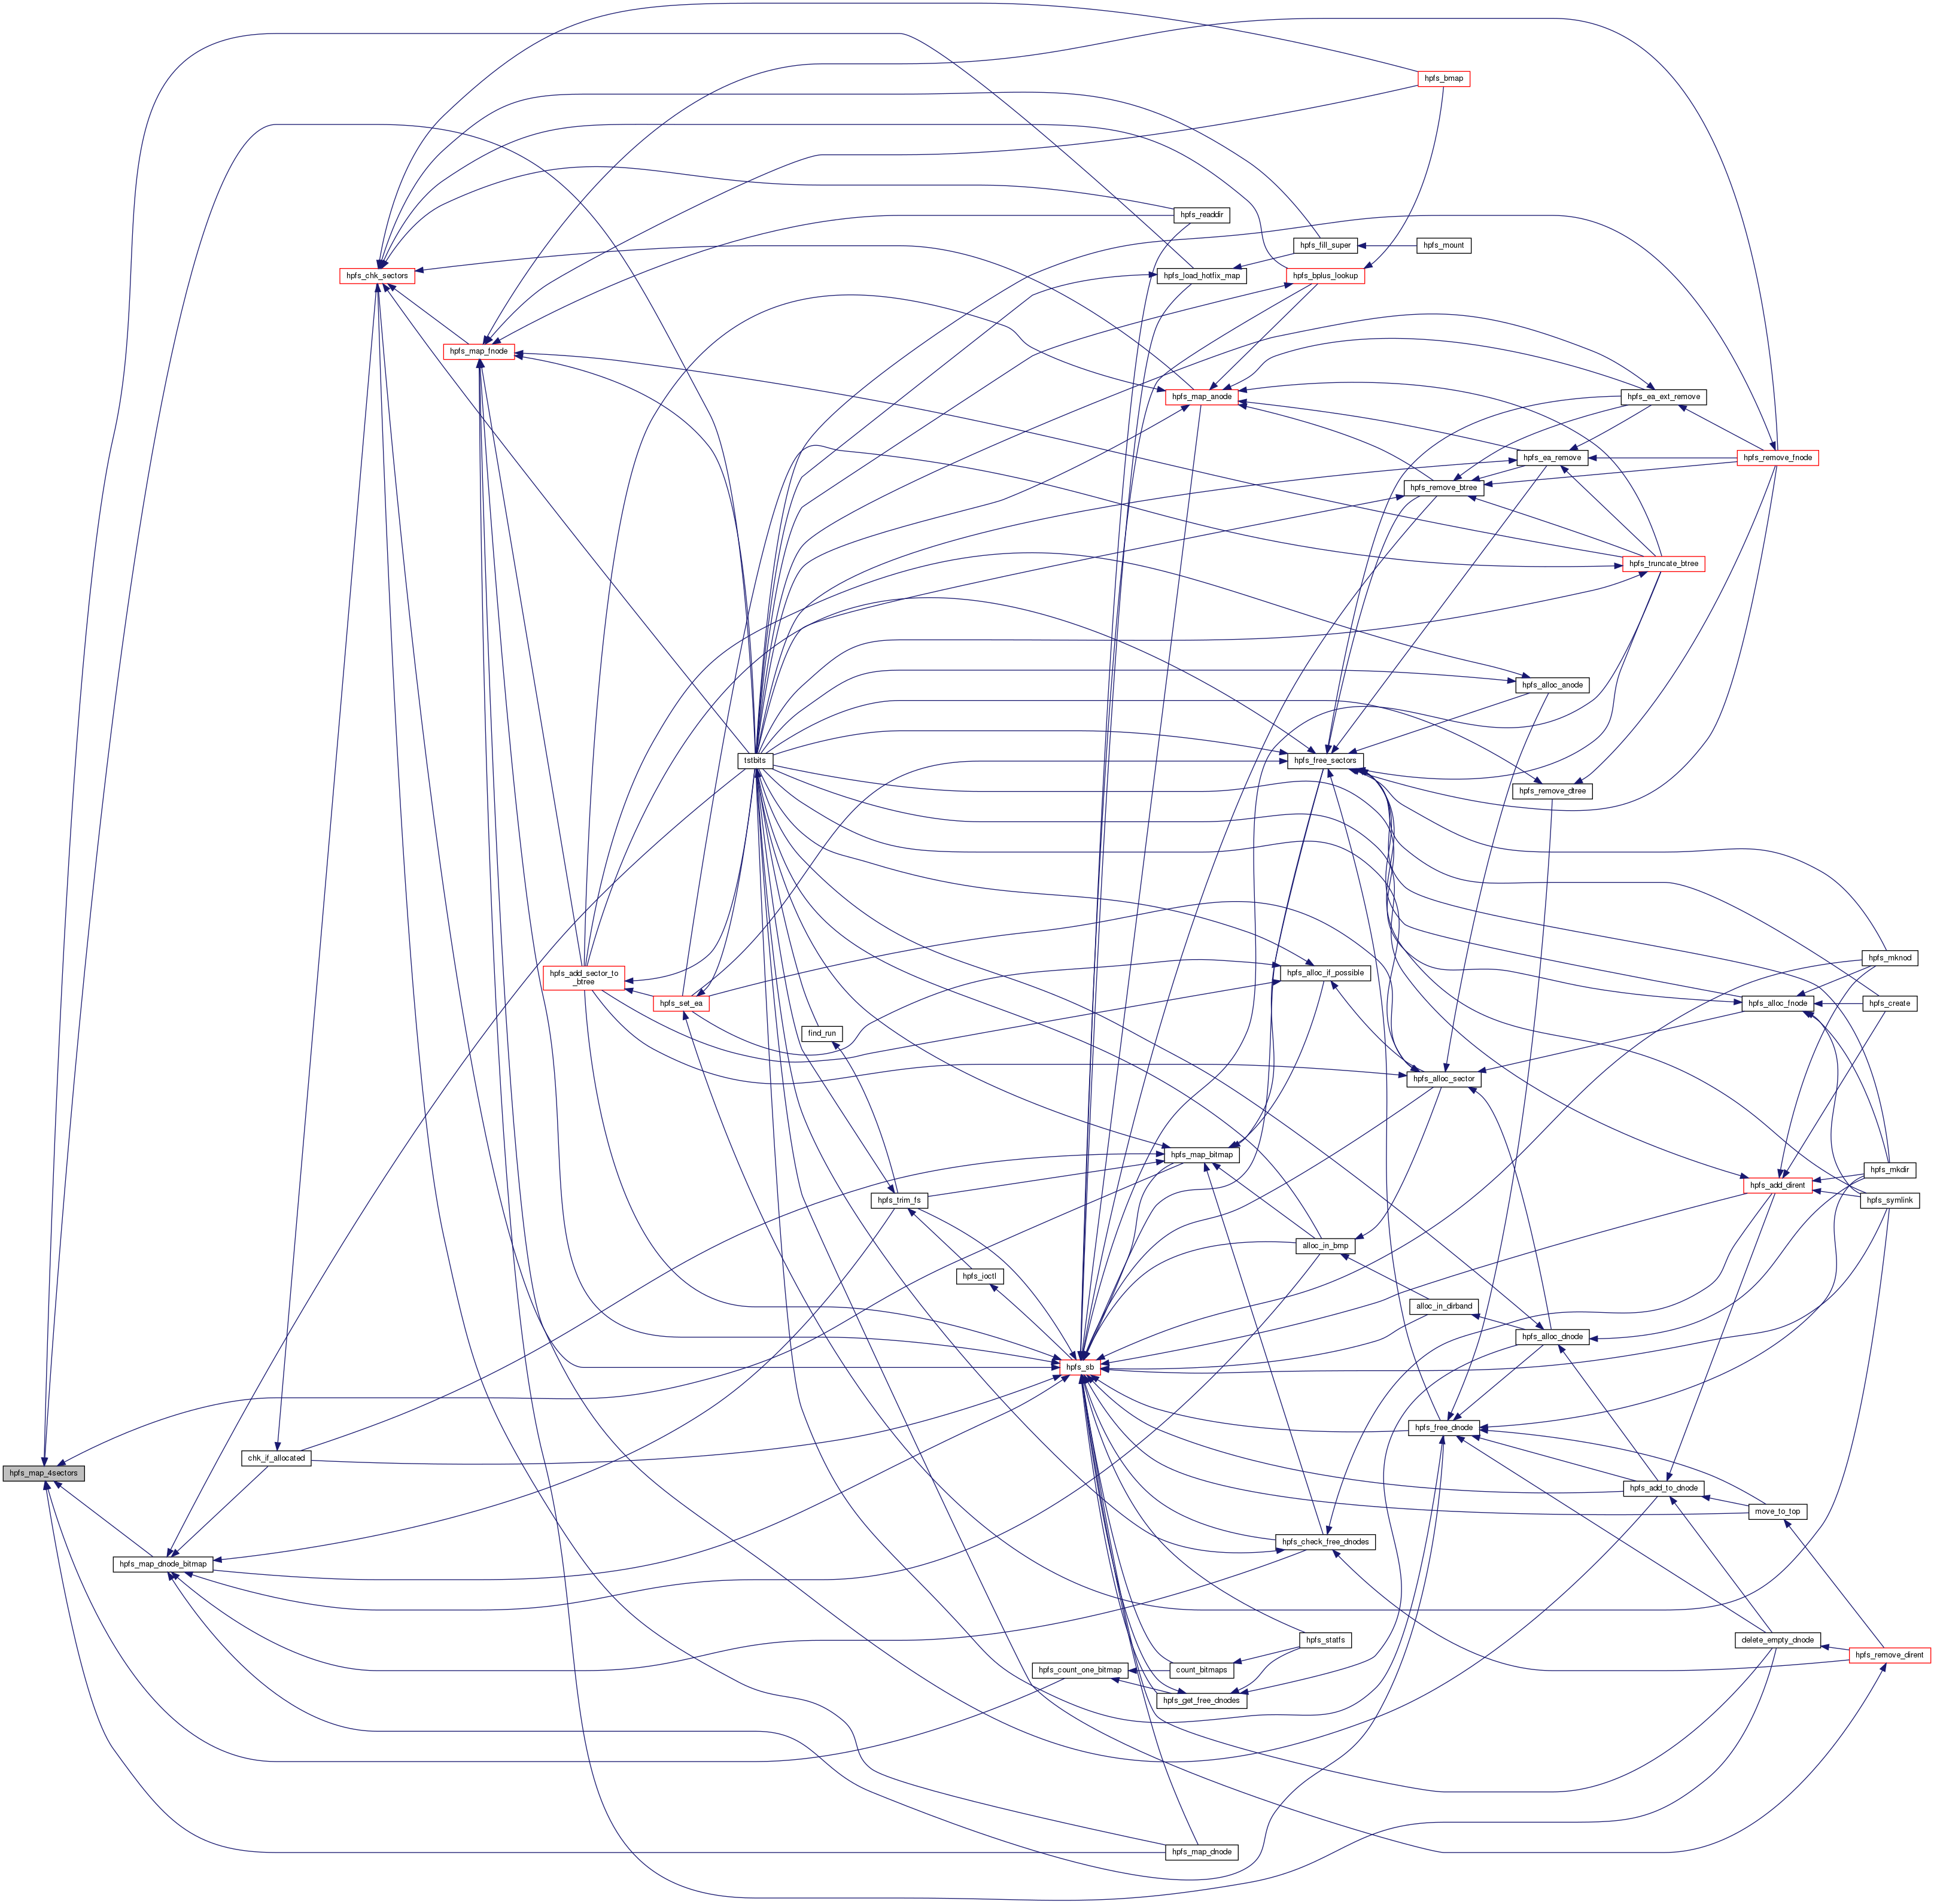 hpfs_bmap
hpfs_readdir
hpfs_fill_super
hpfs_mount
hpfs_chk_sectors
hpfs_load_hotfix_map
hpfs_bplus_lookup
hpfs_map_fnode
hpfs_map_anode
hpfs_ea_ext_remove
hpfs_ea_remove
hpfs_remove_fnode
hpfs_remove_btree
hpfs_truncate_btree
hpfs_alloc_anode
tstbits
hpfs_free_sectors
hpfs_remove_dtree
hpfs_mknod
hpfs_add_sector_to
_btree
hpfs_alloc_if_possible
hpfs_set_ea
hpfs_alloc_fnode
hpfs_create
find_run
hpfs_alloc_sector
hpfs_map_bitmap
hpfs_mkdir
hpfs_add_dirent
hpfs_trim_fs
hpfs_symlink
alloc_in_bmp
hpfs_ioctl
alloc_in_dirband
hpfs_alloc_dnode
hpfs_sb
hpfs_free_dnode
chk_if_allocated
hpfs_map_4sectors
hpfs_add_to_dnode
move_to_top
hpfs_check_free_dnodes
hpfs_map_dnode_bitmap
hpfs_statfs
delete_empty_dnode
hpfs_remove_dirent
hpfs_count_one_bitmap
count_bitmaps
hpfs_get_free_dnodes
hpfs_map_dnode